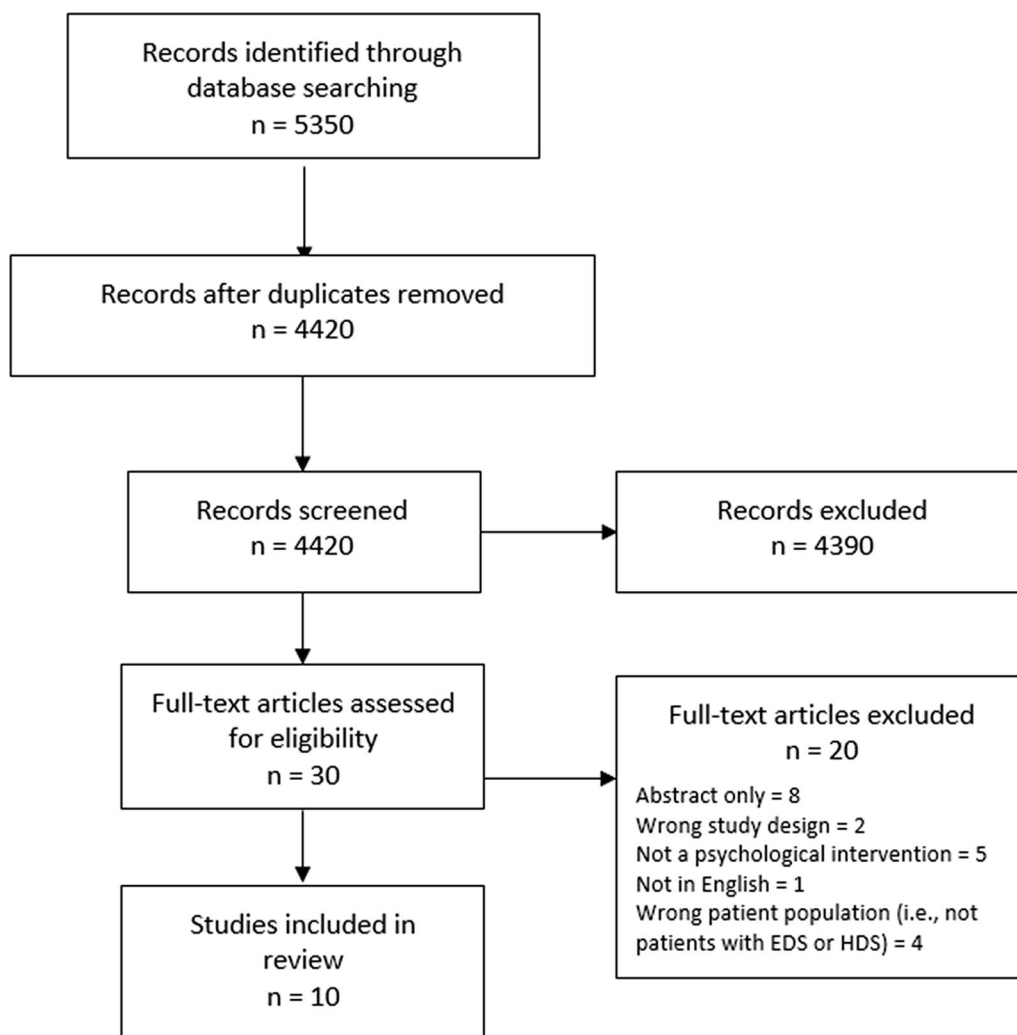 Records identified through
database searching
n = 5350
Records after duplicates removed
n = 4420
Records screened
n = 4420
Records excluded
n = 4390
Full-text articles assessed
for eligibility
n = 30
Full-text articles excluded
n = 20
Abstract only = 8
Wrong study design = 2
Not a psychological intervention = 5
Not in English = 1
Wrong patient population (i.e., not
patients with EDS or HDS) = 4
Studies included in
review
n = 10